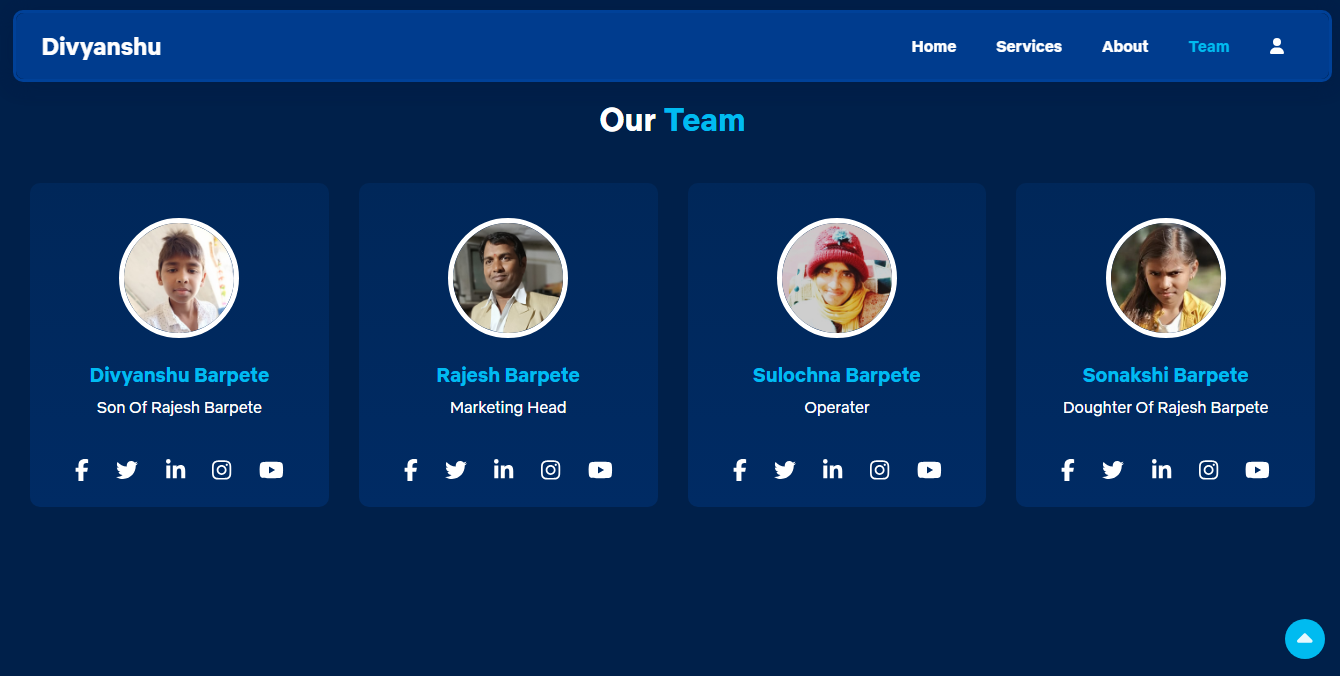 Divyanshu
Home Services About Team
Our Team
Divyanshu Barpete
Son Of Rajesh Barpete
Rajesh Barpete
Marketing Head
Sulochna Barpete
Operater
Sonakshi Barpete
Doughter Of Rajesh Barpete